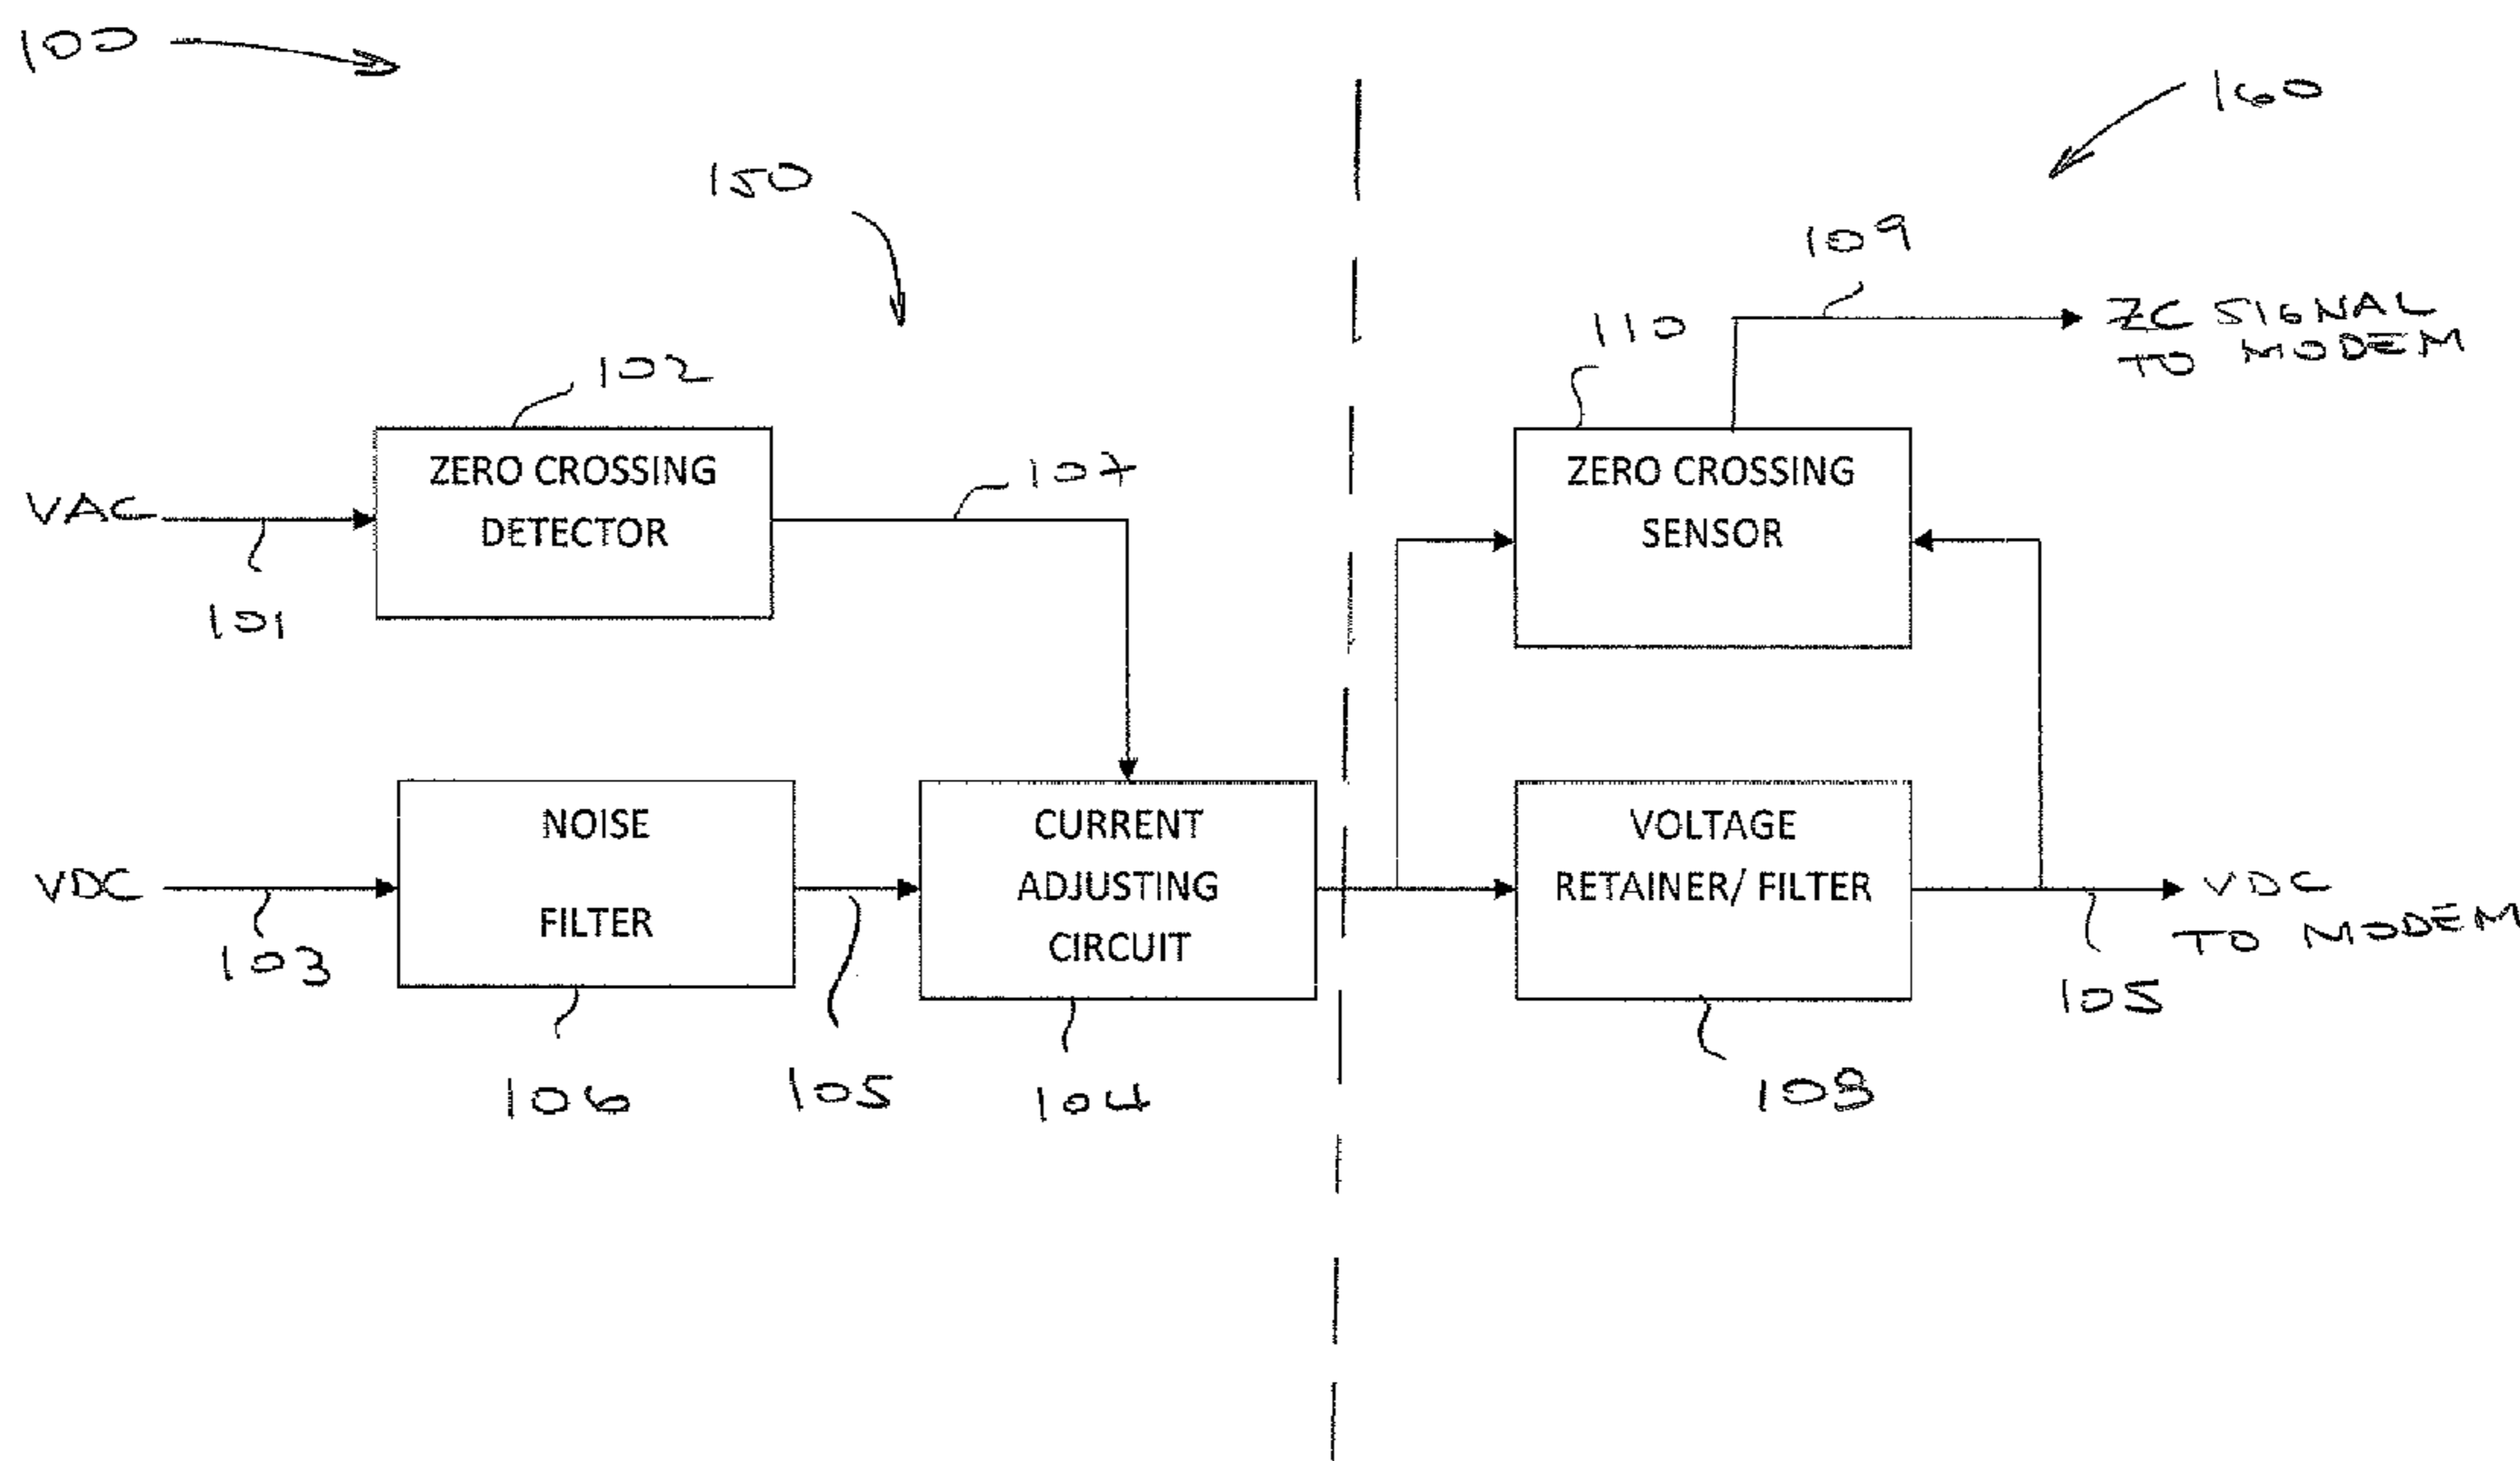 100
160
150
109
110
ZC SIGNAL
TO MODEM
102
ZERO CROSSING
DETECTOR
107
ZERO CROSSING
SENSOR
VAC
101
NOISE
FILTER
CURRENT
ADJUSTING
CIRCUIT
VOLTAGE
RETAINER/ FILTER
VDC
103
VDC
TO MODEM
105
106
105
104
108